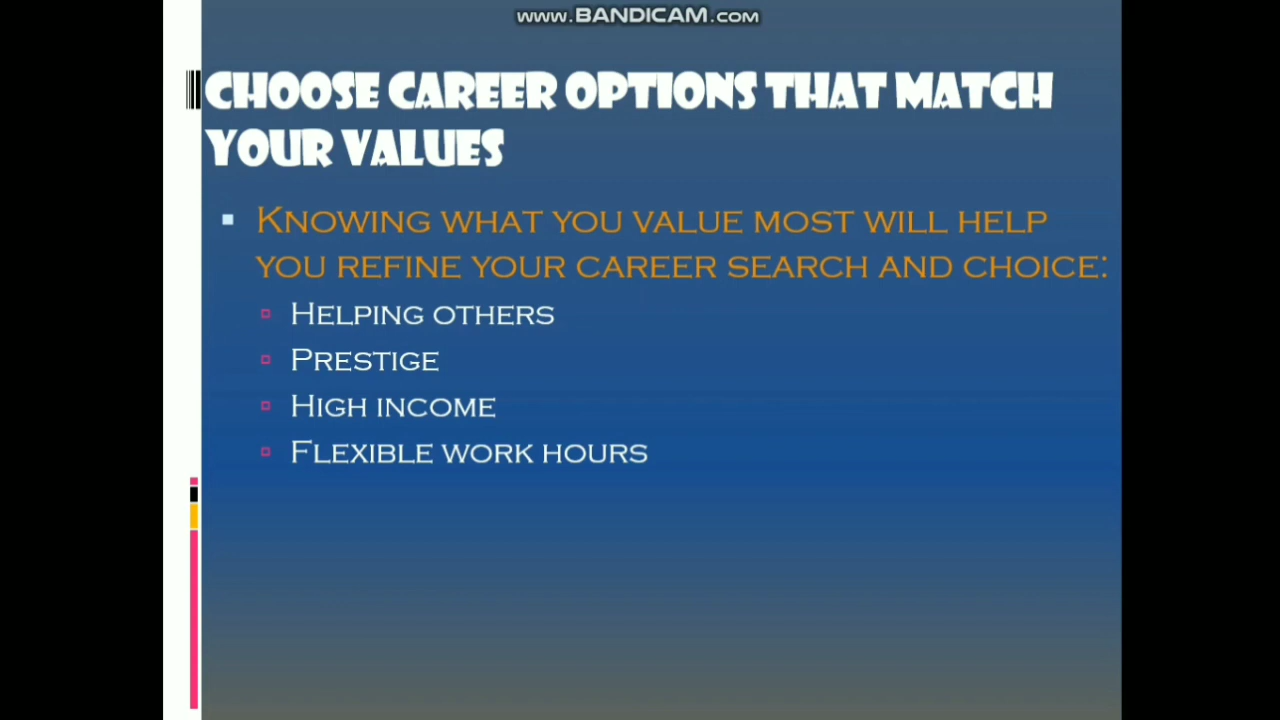 www.BANDICAM.com
CHOOSE CAREER OPTIONS THAT MATCH
YOUR VALUES
KNOWING WHAT YOU VALUE MOST WILL HELP
YOU REFINE YOUR CAREER SEARCH AND CHOICE:
HELPING OTHERS
PRESTIGE
HIGH INCOME
FLEXIBLE WORK HOURS